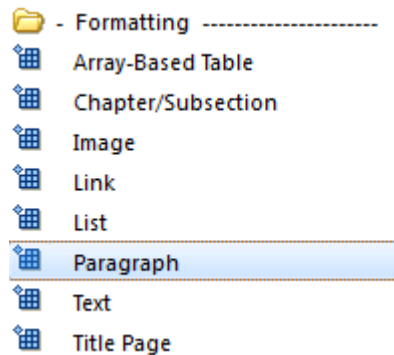 - Formatting ----------------------
Array-Based Table
Chapter/Subsection
Image
Link
List
Paragraph
Text
Title Page